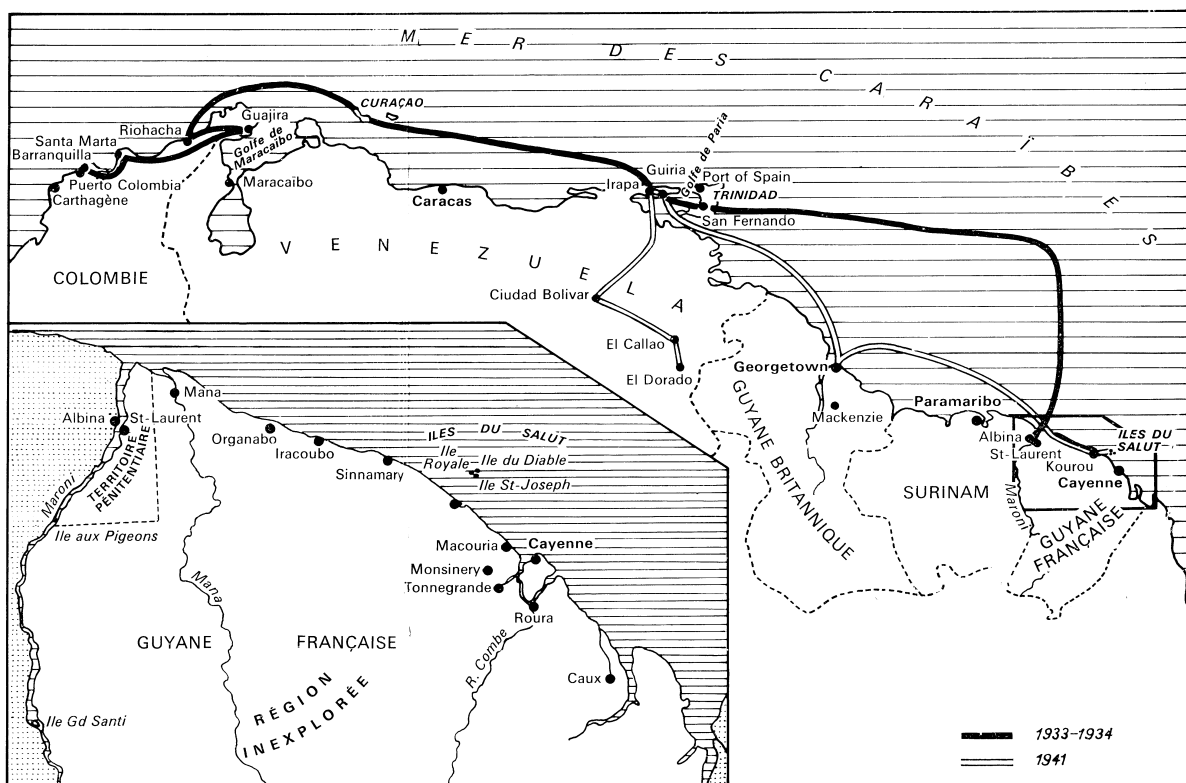 MER DES CARAÏBES
CURAÇAO
Guajira
Riohacha
Golfe de Maracaïbo
Santa Marta
Barranquilla
Puerto Colombia
Carthagène
Maracaïbo
Caracas
Golfe de Paria
Guiria
Port of Spain
Irapa
TRINIDAD
San Fernando
VENEZUELA
COLOMBIE
Ciudad Bolivar
El Callao
El Dorado
Georgetown
GUYANE BRITANNIQUE
Mackenzie
Paramaribo
Albina
St-Laurent
ILES DU SALUT
Kourou
Cayenne
SURINAM
Maroni
GUYANE FRANÇAISE
Mana
Albina
St-Laurent
TERRITOIRE PÉNITENTIAIRE
Organabo
Iracoubo
ILES DU SALUT
Ile Royale
Ile du Diable
Sinnamary
Ile St-Joseph
Maroni
Ile aux Pigeons
Macouria
Cayenne
Monsinery
Tonnegrande
Mana
Roura
GUYANE FRANÇAISE
R. Combe
Caux
RÉGION INEXPLORÉE
Ile Gd Santi
1933-1934
1941